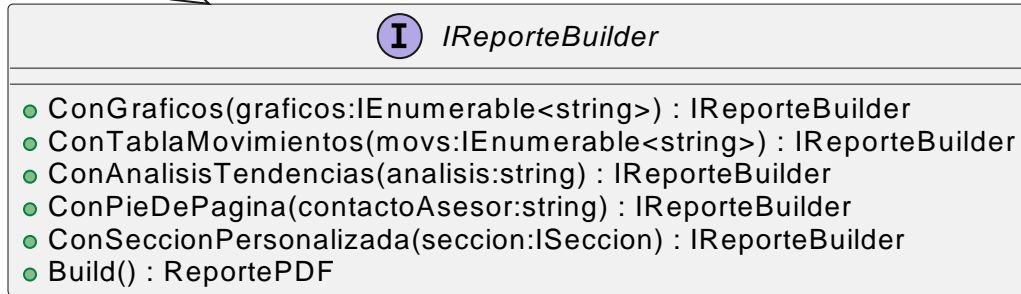 I IReporteBuilder
ConGraficos(graficos:IEnumerable<string>) : IReporteBuilder
ConTablaMovimientos(movs:IEnumerable<string>) : IReporteBuilder
ConAnalisisTendencias(analisis:string) : IReporteBuilder
ConPieDePagina(contactoAsesor:string) : IReporteBuilder
ConSeccionPersonalizada(seccion:ISeccion) : IReporteBuilder
Build() : ReportePDF